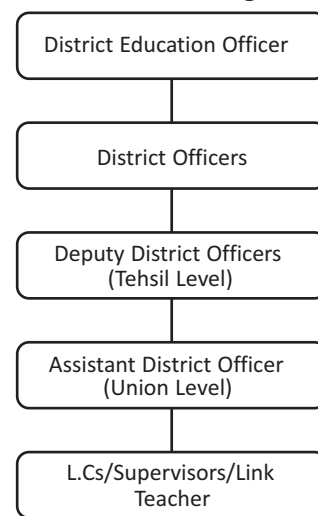 District Education Officer
District Officers
Deputy District Officers
(Tehsil Level)
Assistant District Officer
(Union Level)
L.Cs/Supervisors/Link
Teacher